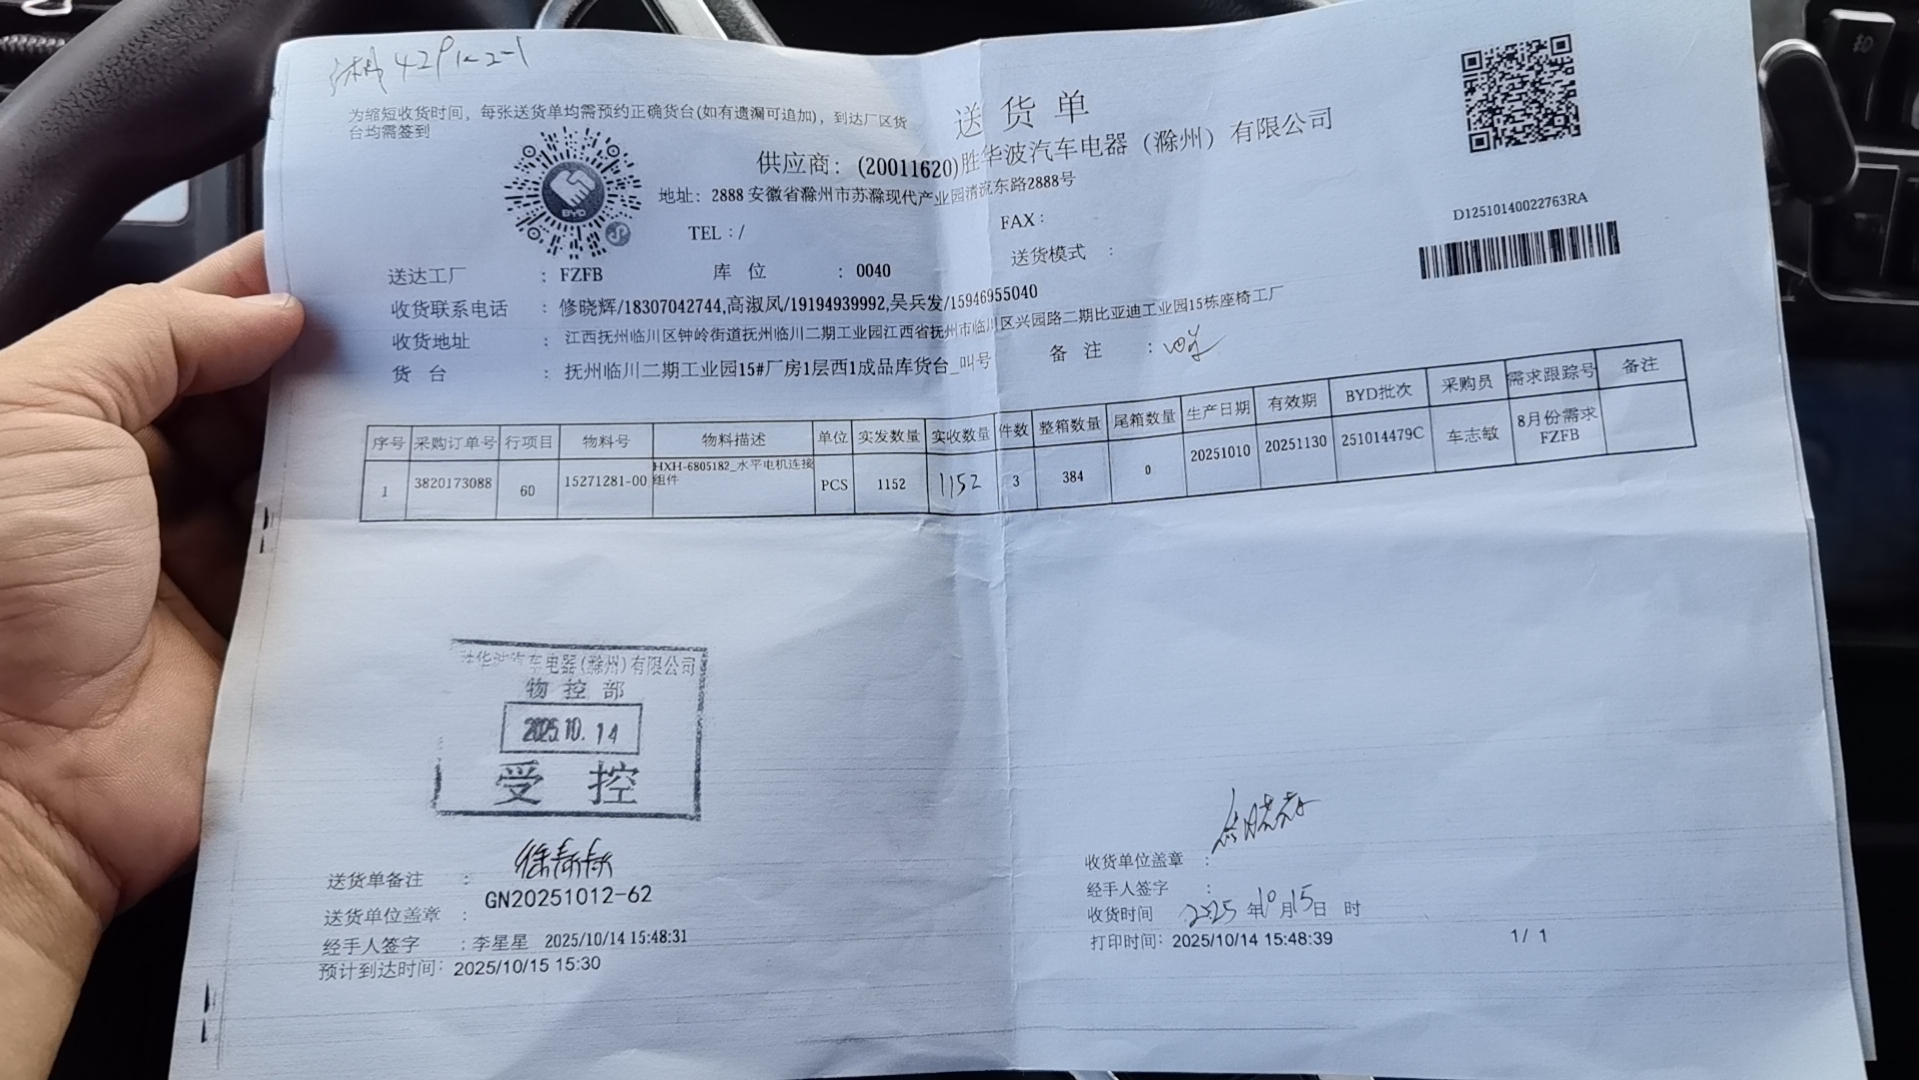 429k2-1
为缩短收货时间，每张送货单均需预约正确货台(如有遗漏可追加)，到达厂区货
台均需签到
送货单
供应商：(20011620)胜华波汽车电器（滁州）有限公司
地址：2888 安徽省滁州市苏滁现代产业园清流东路2888号
TEL：/
FAX：
D12510140022763RA
BYD
送达工厂 ：FZFB
库 位 ：0040
送货模式 ：
收货联系电话 ：修晓辉/18307042744,高淑凤/19194939992,吴兵发/15946955040
收货地址 ：江西抚州临川区钟岭街道抚州临川二期工业园江西省抚州市临川区兴园路二期比亚迪工业园15栋座椅工厂
货 台 ：抚州临川二期工业园15#厂房1层西1成品库货台_叫号
备 注 ：
序号 采购订单号 行项目 物料号 物料描述 单位 实发数量 实收数量 件数 整箱数量 尾箱数量 生产日期 有效期 BYD批次 采购员 需求跟踪号 备注
1 3820173088 60 15271281-00 HXH-6805182_水平电机连接组件 PCS 1152 1152 3 384 0 20251010 20251130 251014479C 车志敏 8月份需求FZFB
胜华波汽车电器(滁州)有限公司
物控部
2025.10.14
受 控
送货单备注 ：
GN20251012-62
送货单位盖章 ：
经手人签字 ：李星星 2025/10/14 15:48:31
预计到达时间：2025/10/15 15:30
收货单位盖章 ：
经手人签字 ：
收货时间 2025 年10月15日 时
打印时间：2025/10/14 15:48:39
1/ 1